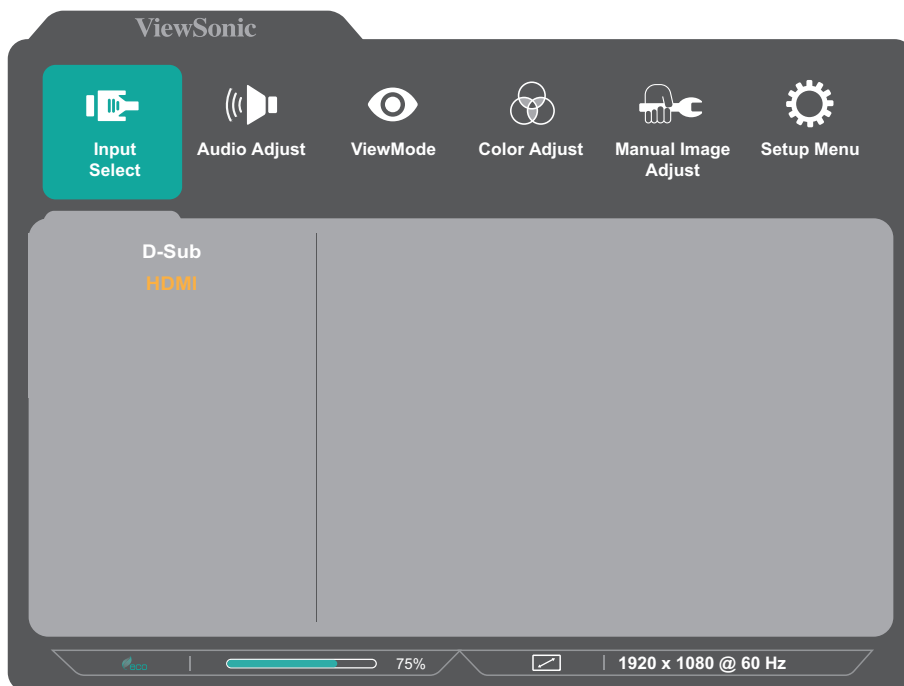 ViewSonic
Input
Select
Audio Adjust
ViewMode
Color Adjust
Manual Image
Adjust
Setup Menu
D-Sub
HDMI
eco
75%
1920 x 1080 @ 60 Hz